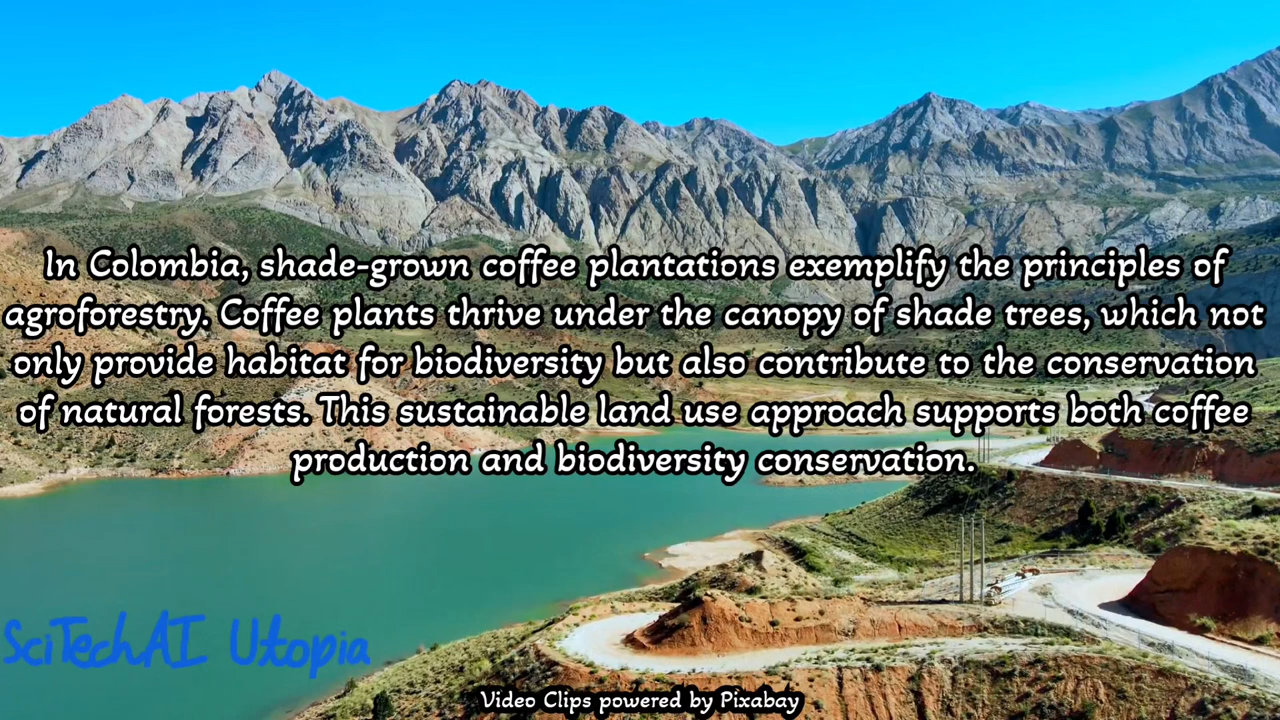 In Colombia, shade-grown coffee plantations exemplify the principles of
agroforestry. Coffee plants thrive under the canopy of shade trees, which not
only provide habitat for biodiversity but also contribute to the conservation
of natural forests. This sustainable land use approach supports both coffee
production and biodiversity conservation.
SciTechAI Utopia
Video Clips powered by Pixabay